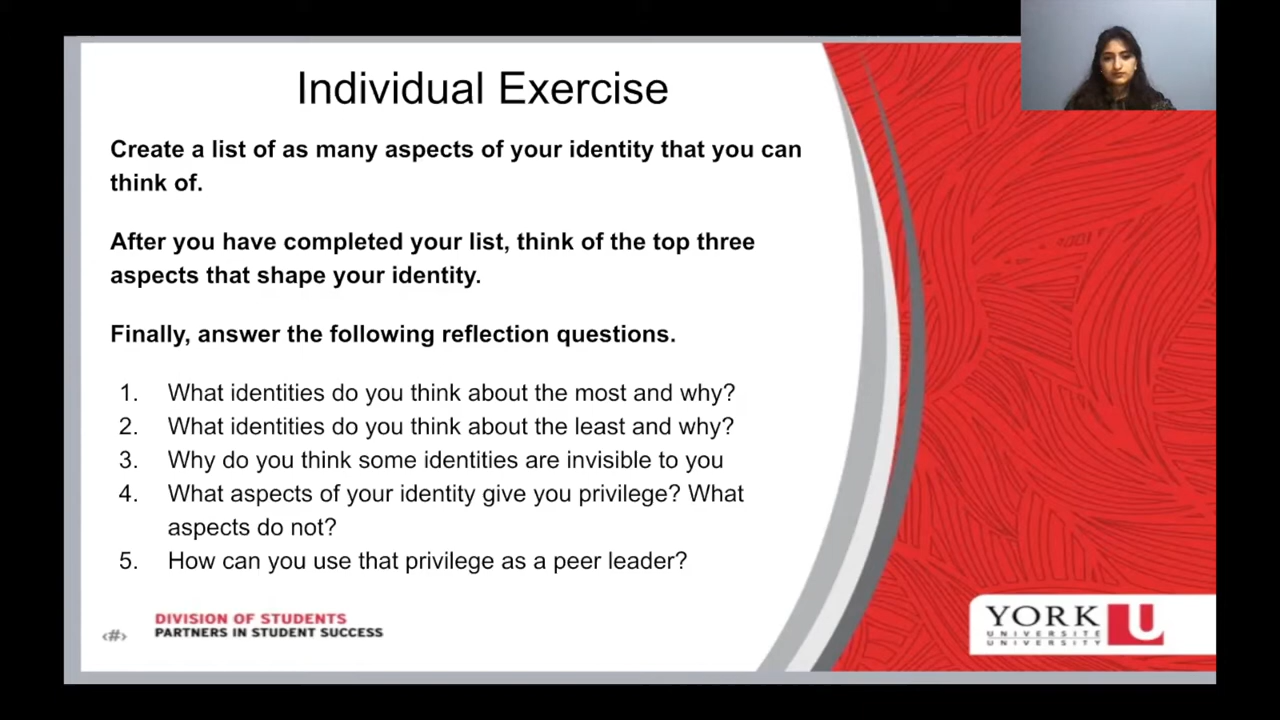 Individual Exercise
Create a list of as many aspects of your identity that you can
think of.
After you have completed your list, think of the top three
aspects that shape your identity.
Finally, answer the following reflection questions.
1. What identities do you think about the most and why?
2. What identities do you think about the least and why?
3. Why do you think some identities are invisible to you
4. What aspects of your identity give you privilege? What
aspects do not?
5. How can you use that privilege as a peer leader?
‹#›
DIVISION OF STUDENTS
PARTNERS IN STUDENT SUCCESS
YORK U
UNIVERSITÉ
UNIVERSITY